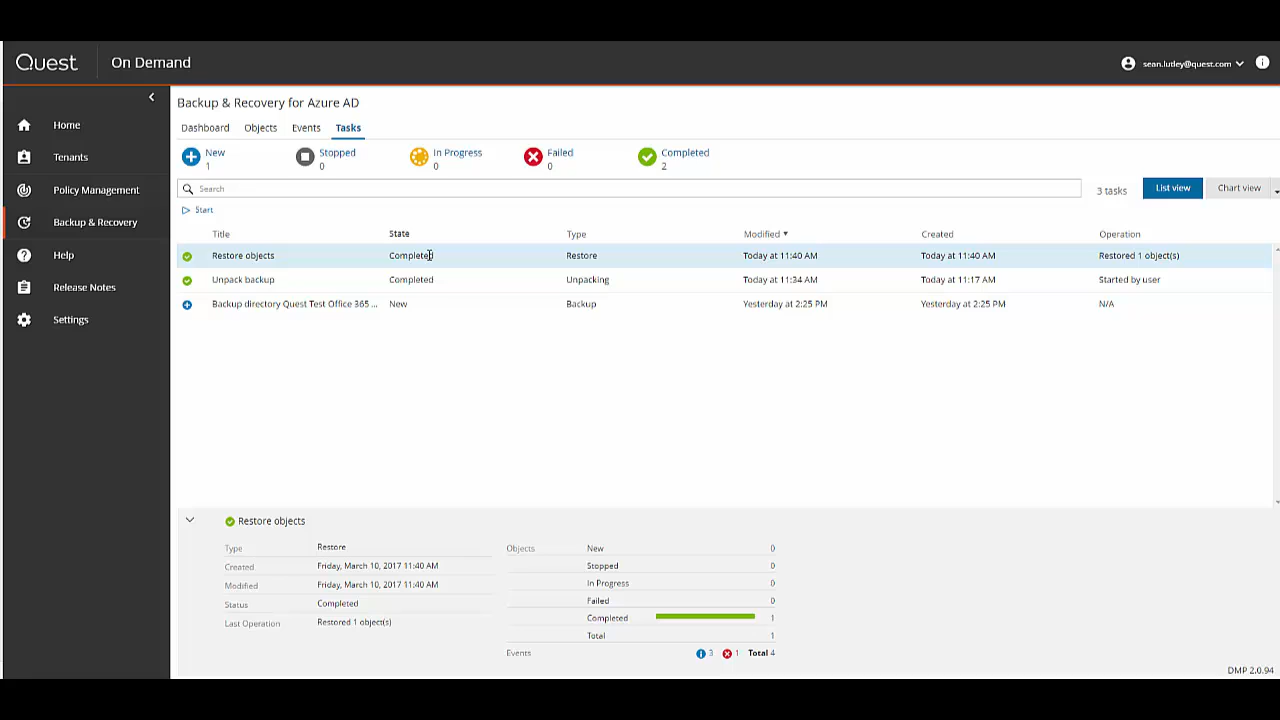 Quest On Demand sean.ludey@quest.com
Backup & Recovery for Azure AD
Dashboard Objects Events Tasks
New 1 Stopped 0 In Progress 0 Failed 0 Completed 2
Search 3 tasks List view Chart view
Start
Home
Tenants
Policy Management
Backup & Recovery
Help
Release Notes
Settings
Title State Type Modified Created Operation
Restore objects Completed Restore Today at 11:40 AM Today at 11:40 AM Restored 1 object(s)
Unpack backup Completed Unpacking Today at 11:34 AM Today at 11:17 AM Started by user
Backup directory Quest Test Office 365 ... New Backup Yesterday at 2:25 PM Yesterday at 2:25 PM N/A
Restore objects
Type Restore
Created Friday, March 10, 2017 11:40 AM
Modified Friday, March 10, 2017 11:40 AM
Status Completed
Last Operation Restored 1 object(s)
Objects New 0
Stopped 0
In Progress 0
Failed 0
Completed 1
Total 1
Events 3 1 Total 4
DMP 2.0.94